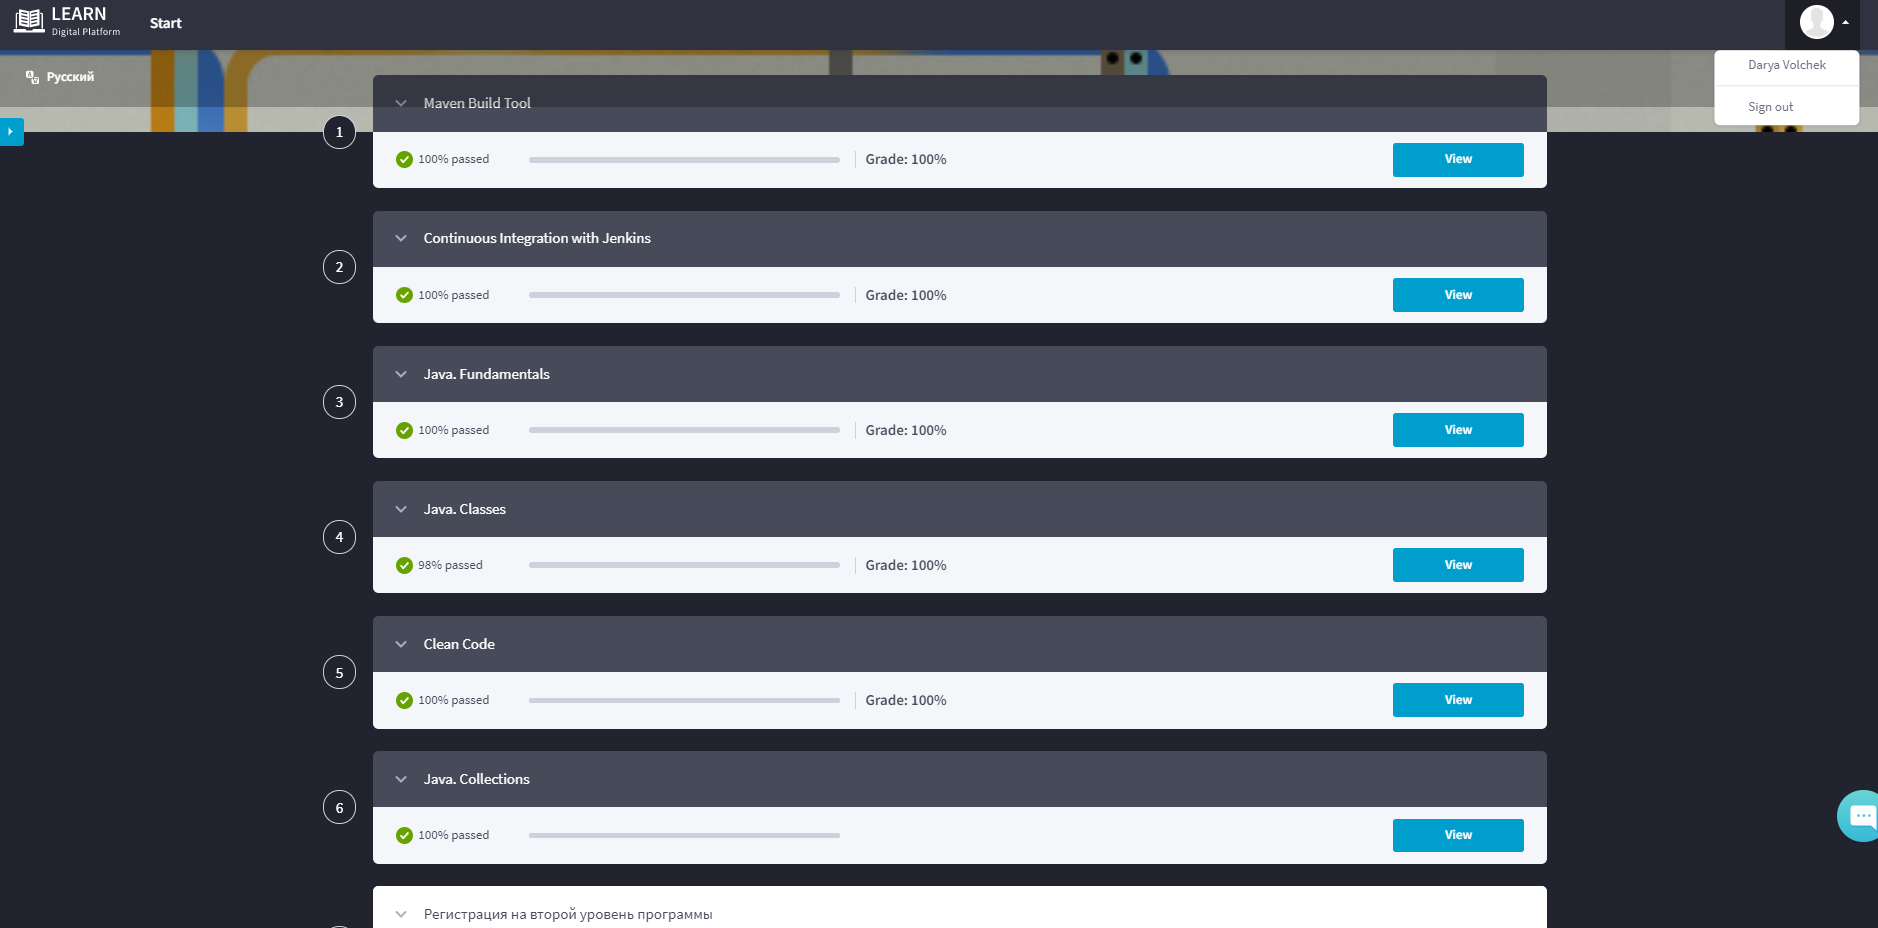 LEARN
Digital Platform
Start
Русский
Darya Volchek
Sign out
Maven Build Tool
1
100% passed
Grade: 100%
View
Continuous Integration with Jenkins
2
100% passed
Grade: 100%
View
Java. Fundamentals
3
100% passed
Grade: 100%
View
Java. Classes
4
98% passed
Grade: 100%
View
Clean Code
5
100% passed
Grade: 100%
View
Java. Collections
6
100% passed
View
Регистрация на второй уровень программы